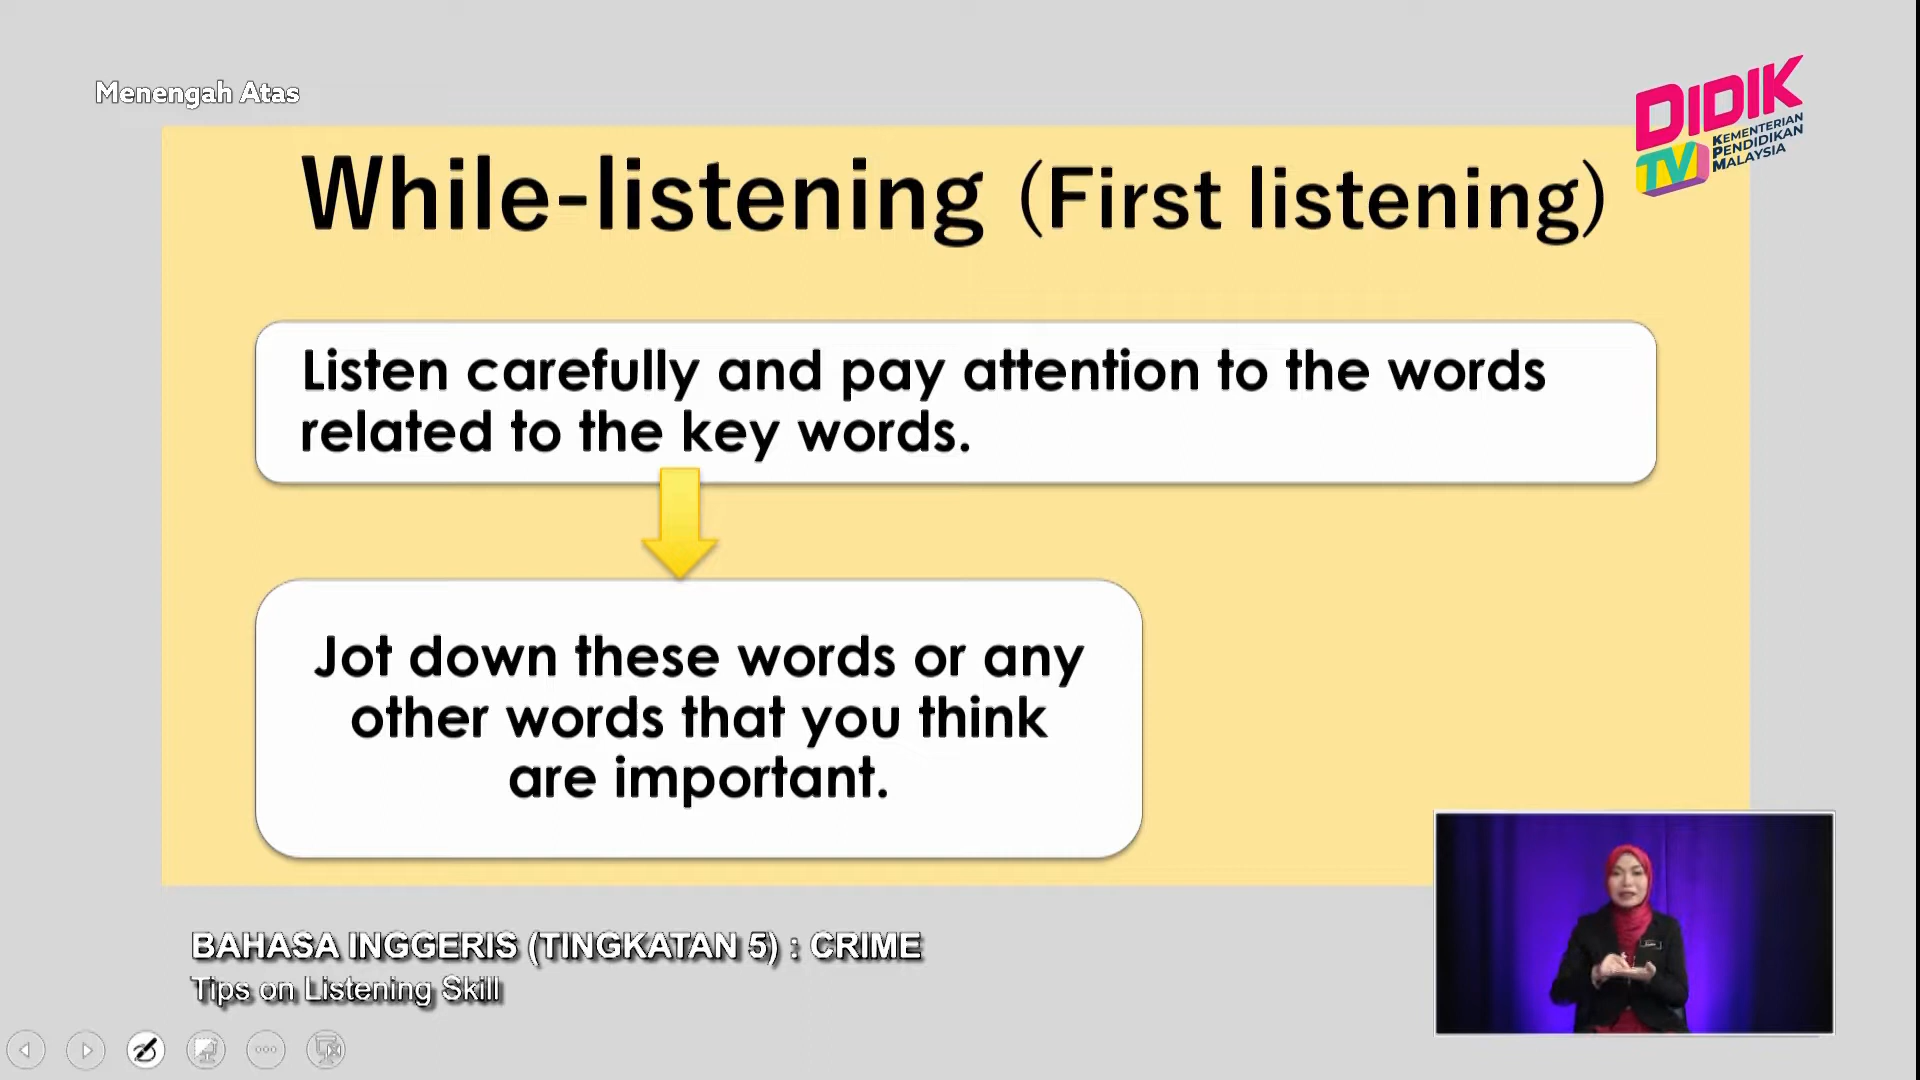 Menengah Atas
DIDIK
TV
KEMENTERIAN
PENDIDIKAN
MALAYSIA
While-listening (First listening)
Listen carefully and pay attention to the words
related to the key words.
Jot down these words or any
other words that you think
are important.
BAHASA INGGERIS (TINGKATAN 5) : CRIME
Tips on Listening Skill